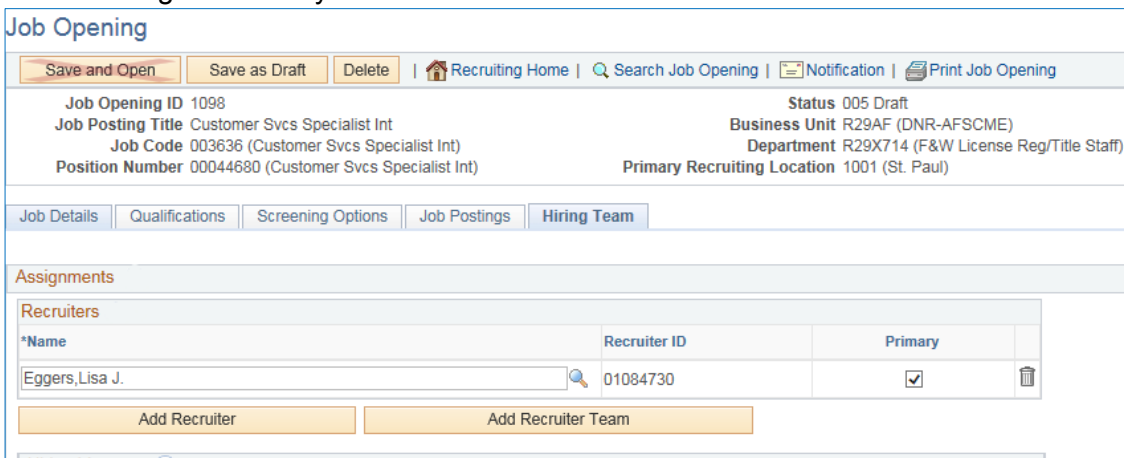 Job Opening
Save and Open Save as Draft Delete | Recruiting Home | Search Job Opening | Notification | Print Job Opening
Job Opening ID 1098 Status 005 Draft
Job Posting Title Customer Svcs Specialist Int Business Unit R29AF (DNR-AFSCME)
Job Code 003636 (Customer Svcs Specialist Int) Department R29X714 (F&W License Reg/Title Staff)
Position Number 00044680 (Customer Svcs Specialist Int) Primary Recruiting Location 1001 (St. Paul)
Job Details Qualifications Screening Options Job Postings Hiring Team
Assignments
Recruiters
*Name Recruiter ID Primary
Eggers,Lisa J. 01084730
Add Recruiter Add Recruiter Team